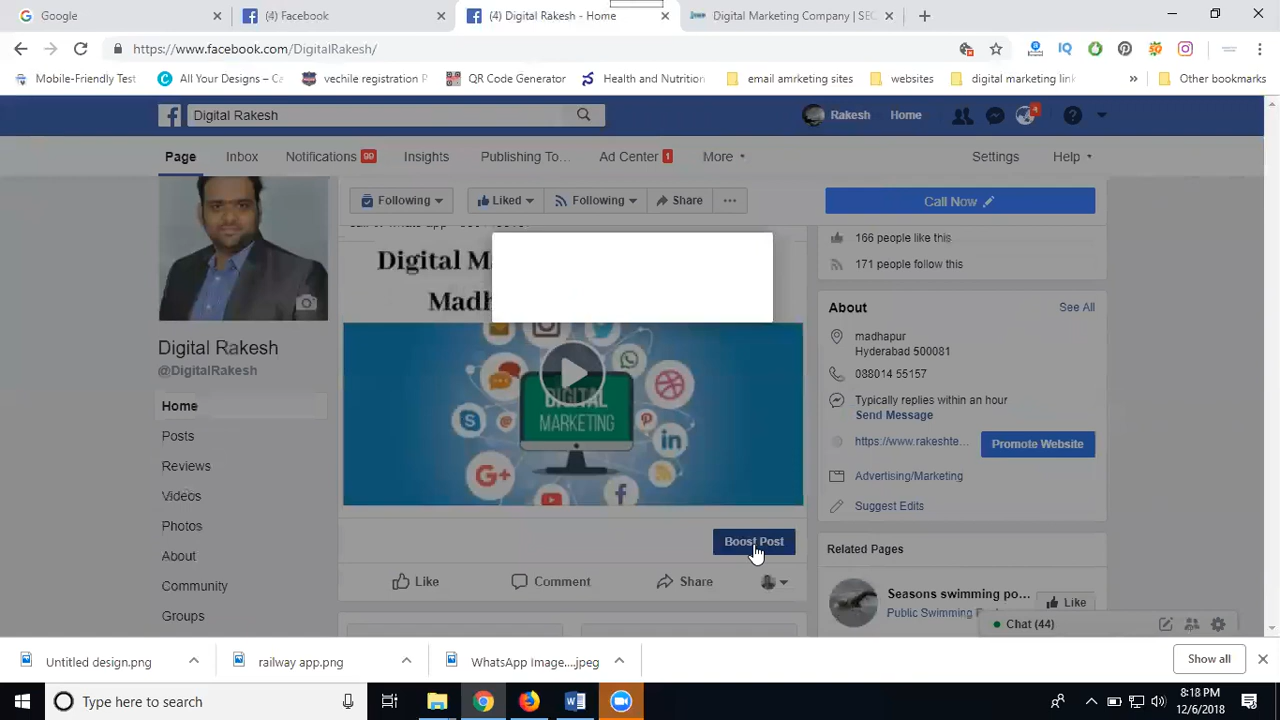 Google
(4) Facebook
(4) Digital Rakesh - Home
Digital Marketing Company | SEC
https://www.facebook.com/DigitalRakesh/
Mobile-Friendly Test
All Your Designs – Ca
vechile registration P
QR Code Generator
Health and Nutrition
email amrketing sites
websites
digital marketing link
»
Other bookmarks
Digital Rakesh
Rakesh
Home
4
Page
Inbox
Notifications 99
Insights
Publishing To...
Ad Center 1
More
Settings
Help
Following
Liked
Following
Share
...
Call Now
166 people like this
171 people follow this
Digital M
Madh
DIGITAL
MARKETING
Digital Rakesh
@DigitalRakesh
Home
Posts
Reviews
Videos
Photos
About
Community
Groups
About
See All
madhapur
Hyderabad 500081
088014 55157
Typically replies within an hour
Send Message
https://www.rakeshte...
Promote Website
Advertising/Marketing
Suggest Edits
Boost Post
Like
Comment
Share
Related Pages
Seasons swimming po...
Public Swimming
Like
Chat (44)
Untitled design.png
railway app.png
WhatsApp Image....jpeg
Show all
Type here to search
8:18 PM
12/6/2018